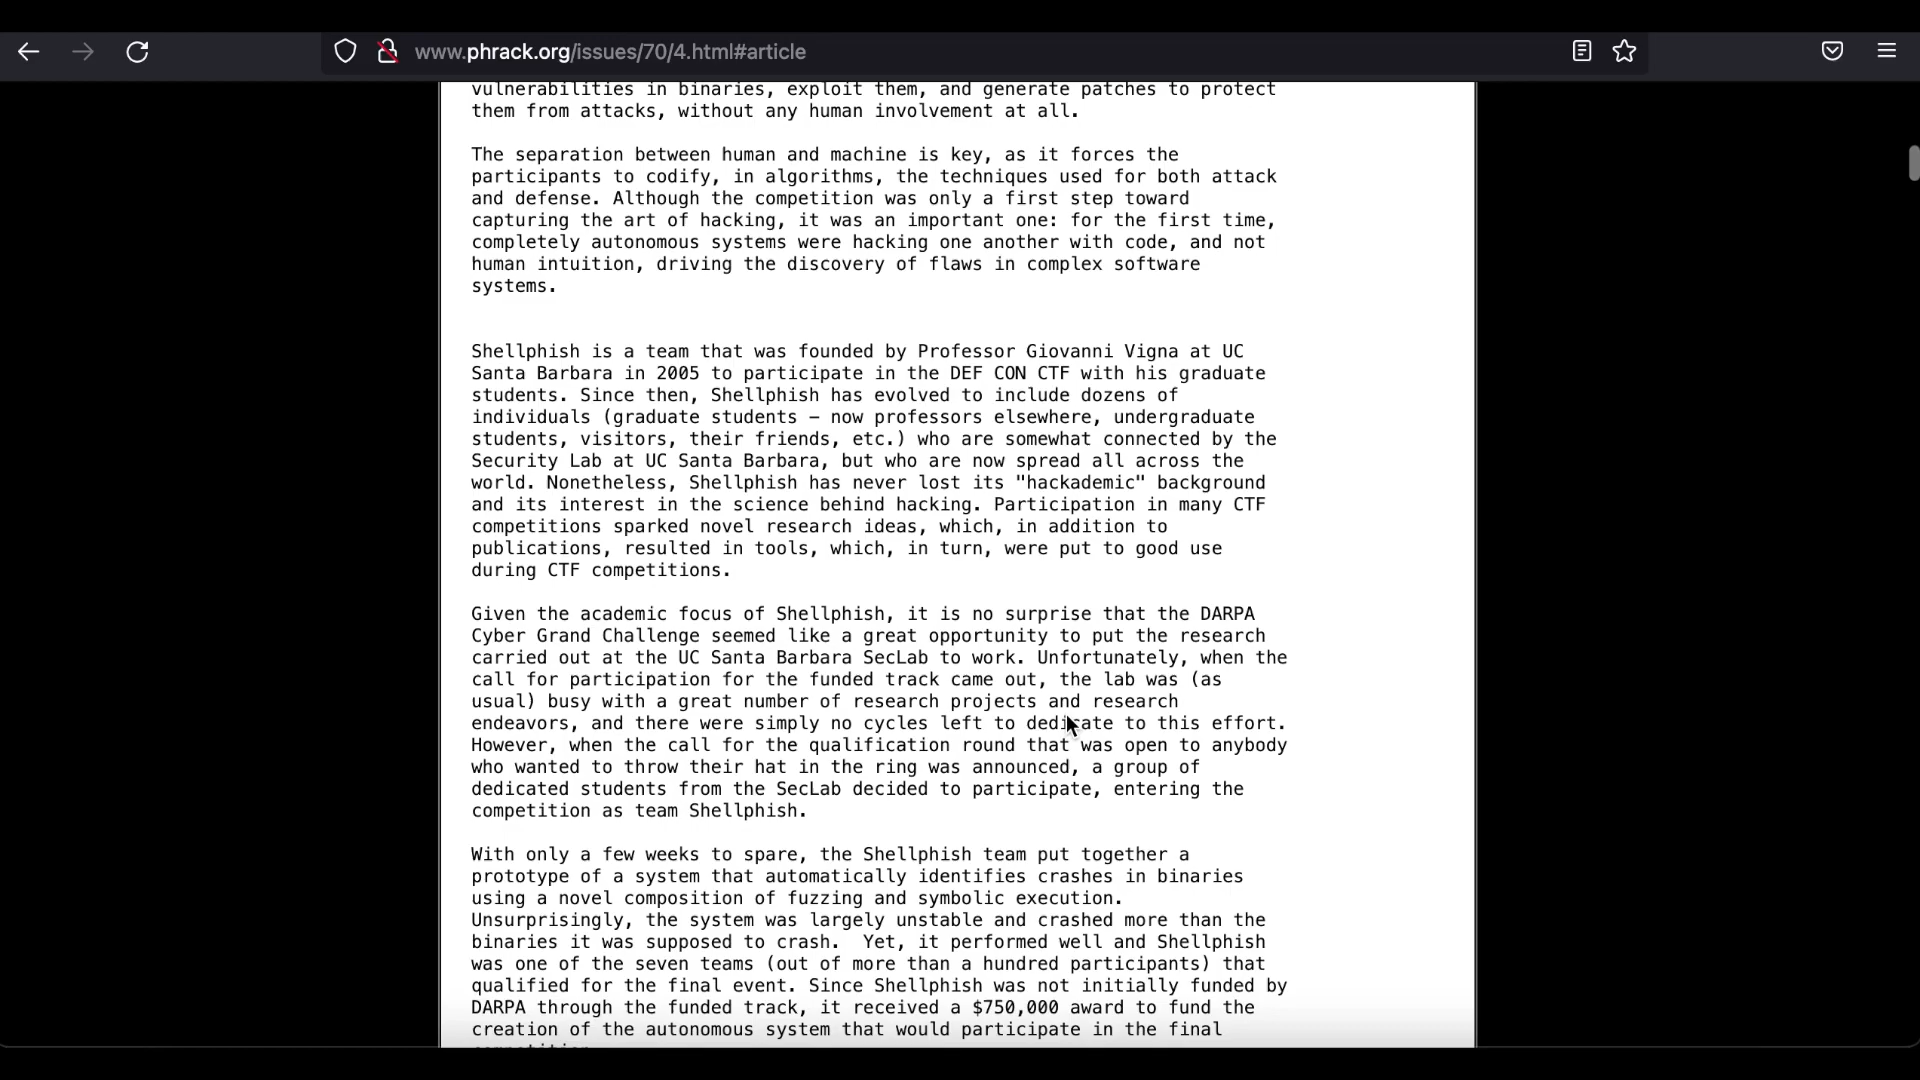 www.phrack.org/issues/70/4.html#article
vulnerabilities in binaries, exploit them, and generate patches to protect
them from attacks, without any human involvement at all.
The separation between human and machine is key, as it forces the
participants to codify, in algorithms, the techniques used for both attack
and defense. Although the competition was only a first step toward
capturing the art of hacking, it was an important one: for the first time,
completely autonomous systems were hacking one another with code, and not
human intuition, driving the discovery of flaws in complex software
systems.
Shellphish is a team that was founded by Professor Giovanni Vigna at UC
Santa Barbara in 2005 to participate in the DEF CON CTF with his graduate
students. Since then, Shellphish has evolved to include dozens of
individuals (graduate students – now professors elsewhere, undergraduate
students, visitors, their friends, etc.) who are somewhat connected by the
Security Lab at UC Santa Barbara, but who are now spread all across the
world. Nonetheless, Shellphish has never lost its "hackademic" background
and its interest in the science behind hacking. Participation in many CTF
competitions sparked novel research ideas, which, in addition to
publications, resulted in tools, which, in turn, were put to good use
during CTF competitions.
Given the academic focus of Shellphish, it is no surprise that the DARPA
Cyber Grand Challenge seemed like a great opportunity to put the research
carried out at the UC Santa Barbara SecLab to work. Unfortunately, when the
call for participation for the funded track came out, the lab was (as
usual) busy with a great number of research projects and research
endeavors, and there were simply no cycles left to dedicate to this effort.
However, when the call for the qualification round that was open to anybody
who wanted to throw their hat in the ring was announced, a group of
dedicated students from the SecLab decided to participate, entering the
competition as team Shellphish.
With only a few weeks to spare, the Shellphish team put together a
prototype of a system that automatically identifies crashes in binaries
using a novel composition of fuzzing and symbolic execution.
Unsurprisingly, the system was largely unstable and crashed more than the
binaries it was supposed to crash.  Yet, it performed well and Shellphish
was one of the seven teams (out of more than a hundred participants) that
qualified for the final event. Since Shellphish was not initially funded by
DARPA through the funded track, it received a $750,000 award to fund the
creation of the autonomous system that would participate in the final